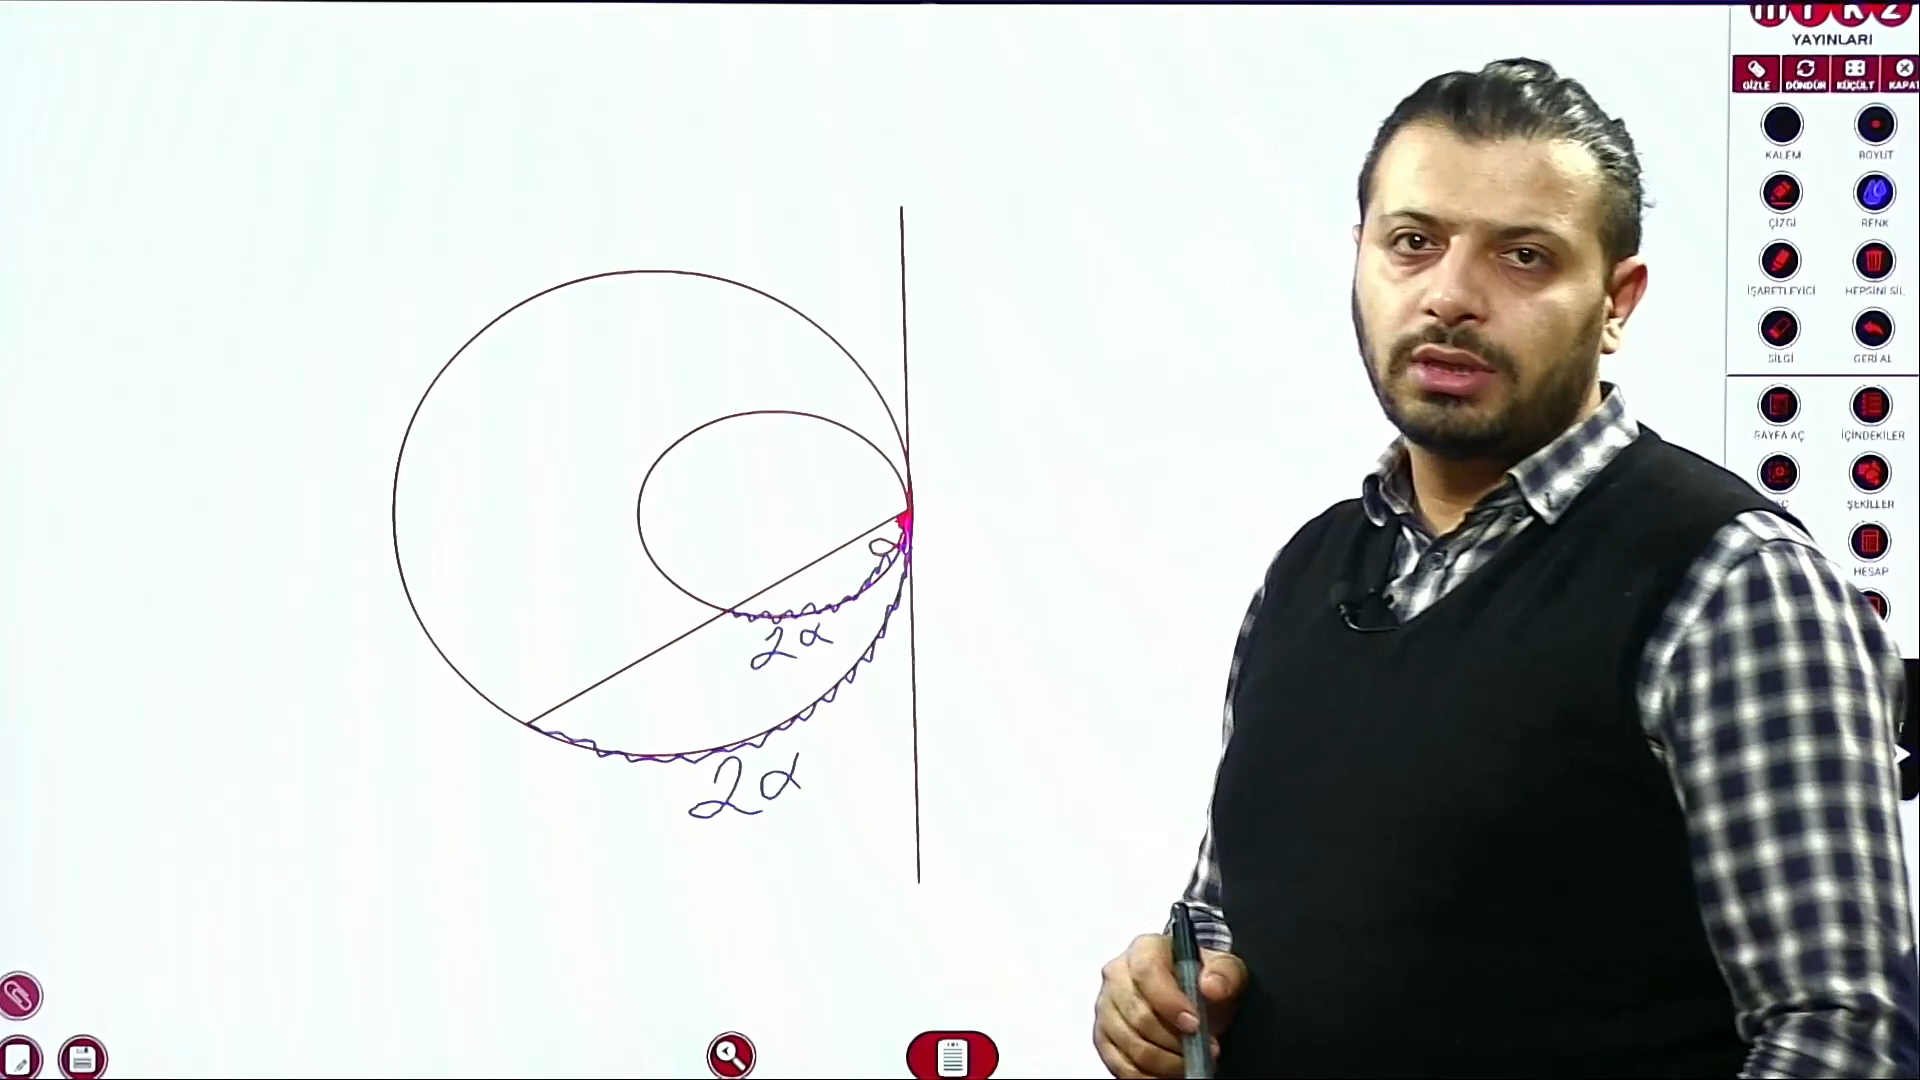 YAYINLARI
GİZLE DÖNDÜR KÜÇÜLT KAPAT
KALEM BOYUT
ÇİZGİ RENK
İŞARETLEYİCİ HEPSİNİ SİL
SİLGİ GERİ AL
SAYFA AÇ İÇİNDEKİLER
ŞEKİLLER
HESAP
α
2α
2α